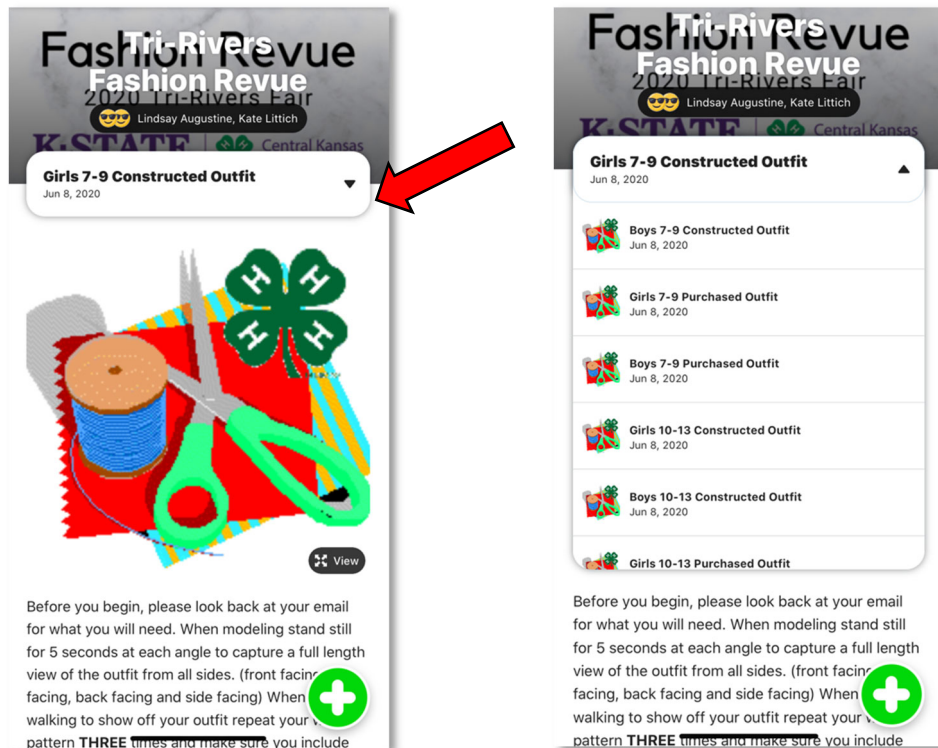 Fashion Revue
Tri-Rivers
Fashion Revue
2020 Tri-Rivers Fair
Lindsay Augustine, Kate Littich
K-STATE
Central Kansas
Girls 7-9 Constructed Outfit
Jun 8, 2020
H H
H H
View
Before you begin, please look back at your email
for what you will need. When modeling stand still
for 5 seconds at each angle to capture a full length
view of the outfit from all sides. (front facing
facing, back facing and side facing) When
walking to show off your outfit repeat your
pattern THREE times and make sure you include
Fashion Revue
Tri-Rivers
Fashion Revue
2020 Tri-Rivers Fair
Lindsay Augustine, Kate Littich
K-STATE
Central Kansas
Girls 7-9 Constructed Outfit
Jun 8, 2020
Boys 7-9 Constructed Outfit
Jun 8, 2020
Girls 7-9 Purchased Outfit
Jun 8, 2020
Boys 7-9 Purchased Outfit
Jun 8, 2020
Girls 10-13 Constructed Outfit
Jun 8, 2020
Boys 10-13 Constructed Outfit
Jun 8, 2020
Girls 10-13 Purchased Outfit
Before you begin, please look back at your email
for what you will need. When modeling stand still
for 5 seconds at each angle to capture a full length
view of the outfit from all sides. (front facing
facing, back facing and side facing) When
walking to show off your outfit repeat your
pattern THREE times and make sure you include